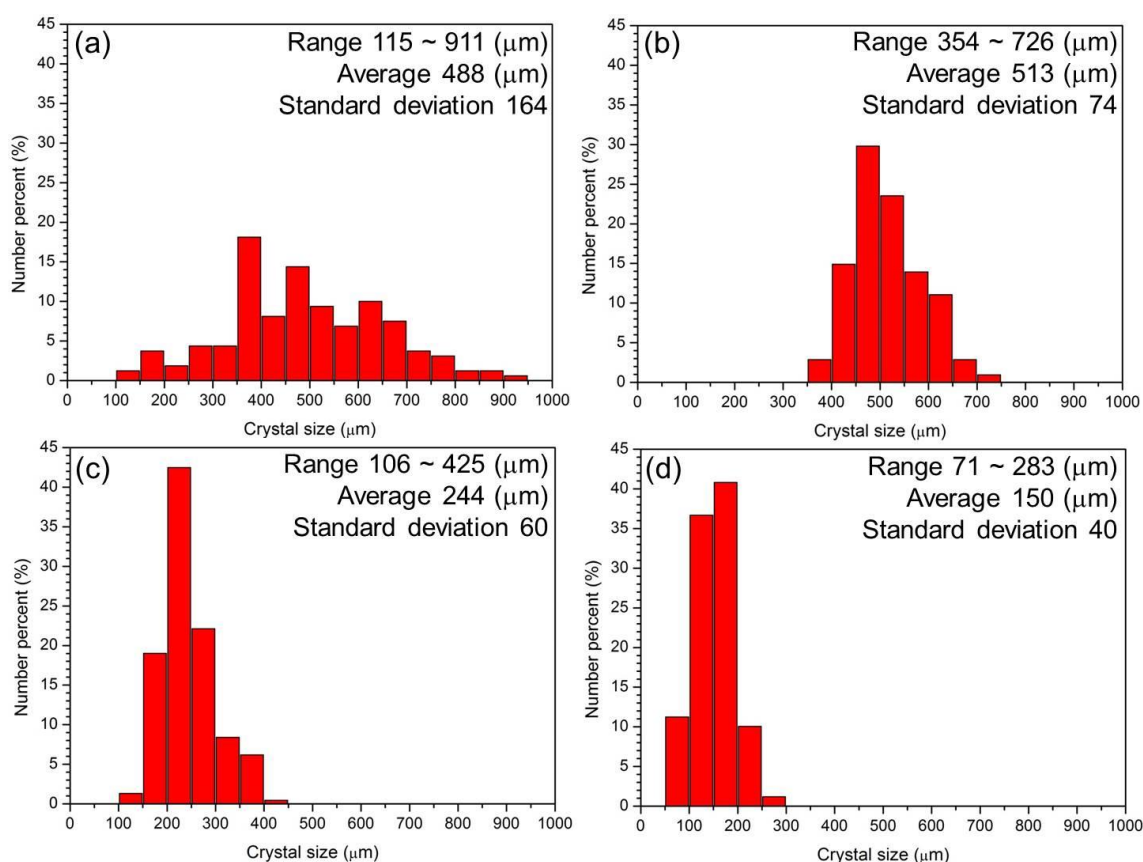 (a)
Range 115 ~ 911 (μm)
Average 488 (μm)
Standard deviation 164
Number percent (%)
45
40
35
30
25
20
15
10
5
0
0 100 200 300 400 500 600 700 800 900 1000
Crystal size (μm)
(b)
Range 354 ~ 726 (μm)
Average 513 (μm)
Standard deviation 74
Number percent (%)
45
40
35
30
25
20
15
10
5
0
0 100 200 300 400 500 600 700 800 900 1000
Crystal size (μm)
(c)
Range 106 ~ 425 (μm)
Average 244 (μm)
Standard deviation 60
Number percent (%)
45
40
35
30
25
20
15
10
5
0
0 100 200 300 400 500 600 700 800 900 1000
Crystal size (μm)
(d)
Range 71 ~ 283 (μm)
Average 150 (μm)
Standard deviation 40
Number percent (%)
45
40
35
30
25
20
15
10
5
0
0 100 200 300 400 500 600 700 800 900 1000
Crystal size (μm)